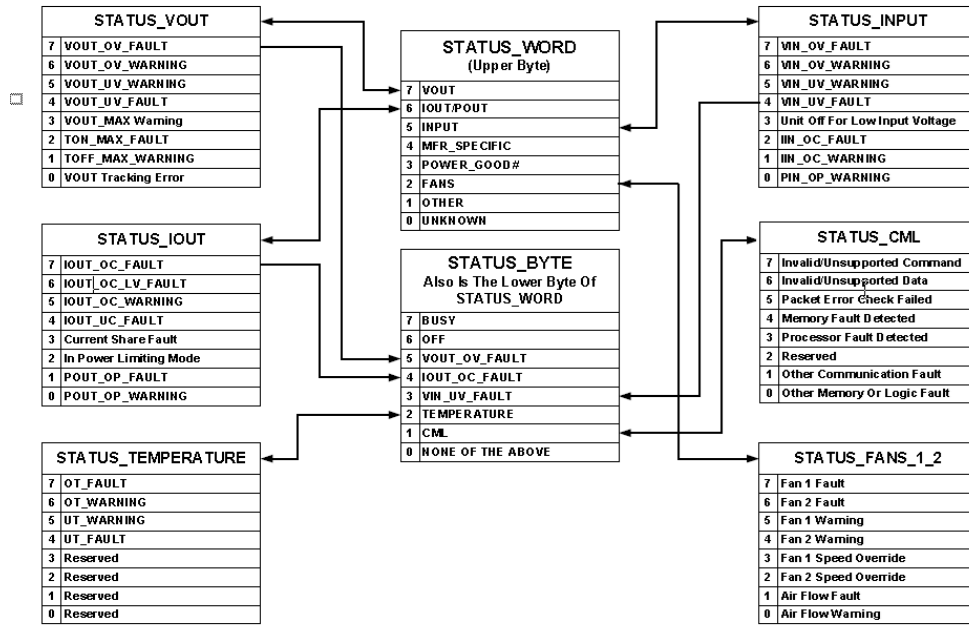 STATUS_VOUT
7 VOUT_OV_FAULT
6 VOUT_OV_WARNING
5 VOUT_UV_WARNING
4 VOUT_UV_FAULT
3 VOUT_MAX Warning
2 TON_MAX_FAULT
1 TOFF_MAX_WARNING
0 VOUT Tracking Error
STATUS_IOUT
7 IOUT_OC_FAULT
6 IOUT_OC_LV_FAULT
5 IOUT_OC_WARNING
4 IOUT_UC_FAULT
3 Current Share Fault
2 In Power Limiting Mode
1 POUT_OP_FAULT
0 POUT_OP_WARNING
STATUS_TEMPERATURE
7 OT_FAULT
6 OT_WARNING
5 UT_WARNING
4 UT_FAULT
3 Reserved
2 Reserved
1 Reserved
0 Reserved
STATUS_WORD
(Upper Byte)
7 VOUT
6 IOUT/POUT
5 INPUT
4 MFR_SPECIFIC
3 POWER_GOOD#
2 FANS
1 OTHER
0 UNKNOWN
STATUS_BYTE
Also Is The Lower Byte Of
STATUS_WORD
7 BUSY
6 OFF
5 VOUT_OV_FAULT
4 IOUT_OC_FAULT
3 VIN_UV_FAULT
2 TEMPERATURE
1 CML
0 NONE OF THE ABOVE
STATUS_INPUT
7 VIN_OV_FAULT
6 VIN_OV_WARNING
5 VIN_UV_WARNING
4 VIN_UV_FAULT
3 Unit Off For Low Input Voltage
2 IIN_OC_FAULT
1 IIN_OC_WARNING
0 PIN_OP_WARNING
STATUS_CML
7 Invalid/Unsupported Command
6 Invalid/Unsupported Data
5 Packet Error Check Failed
4 Memory Fault Detected
3 Processor Fault Detected
2 Reserved
1 Other Communication Fault
0 Other Memory Or Logic Fault
STATUS_FANS_1_2
7 Fan 1 Fault
6 Fan 2 Fault
5 Fan 1 Warning
4 Fan 2 Warning
3 Fan 1 Speed Override
2 Fan 2 Speed Override
1 Air Flow Fault
0 Air Flow Warning